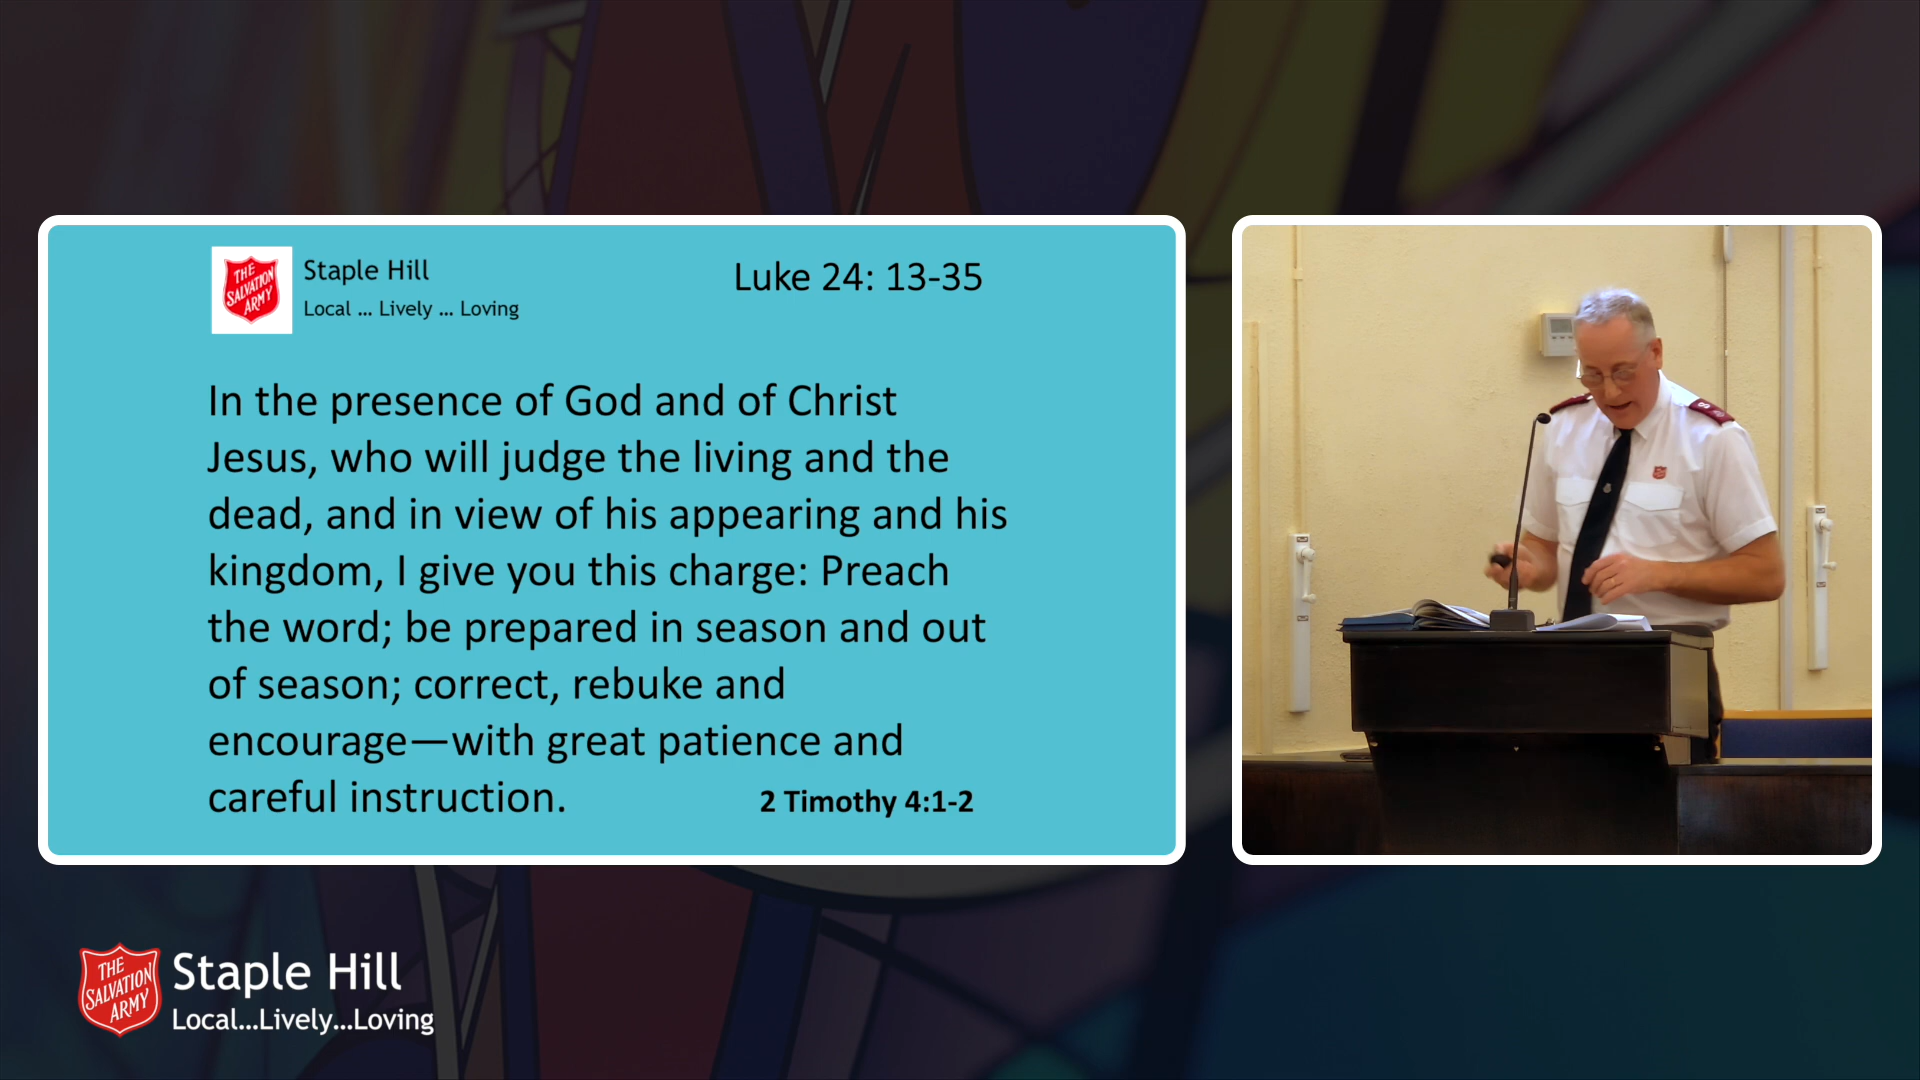 THE
SALVATION
ARMY
Staple Hill
Local ... Lively ... Loving
Luke 24: 13-35
In the presence of God and of Christ
Jesus, who will judge the living and the
dead, and in view of his appearing and his
kingdom, I give you this charge: Preach
the word; be prepared in season and out
of season; correct, rebuke and
encourage—with great patience and
careful instruction.
2 Timothy 4:1-2
THE
SALVATION
ARMY
Staple Hill
Local...Lively...Loving